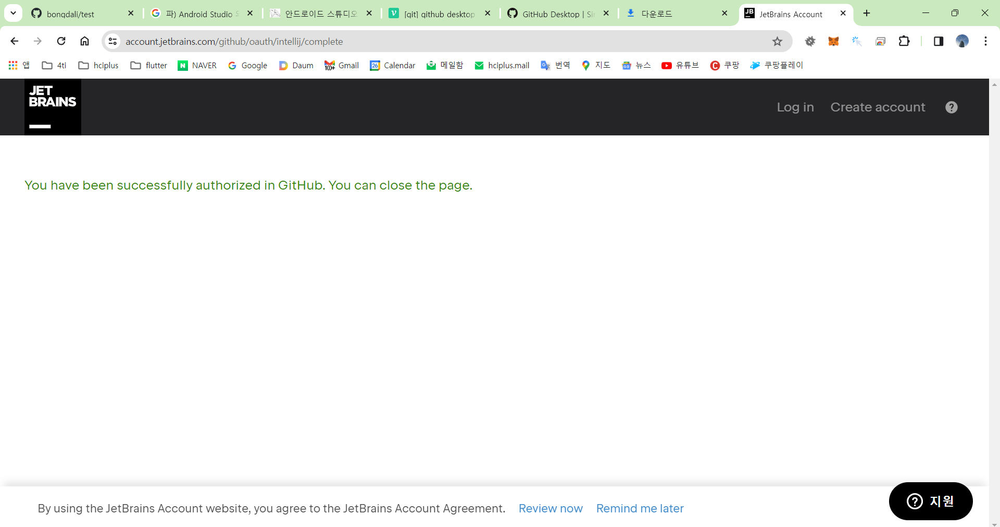 bongdali/test
파) Android Studio
안드로이드 스튜디오
[git] github desktop
GitHub Desktop | Sim
다운로드
JetBrains Account
account.jetbrains.com/github/oauth/intellij/complete
앱
4ti
hciplus
flutter
NAVER
Google
Daum
Gmail
Calendar
메일함
hciplus.mail
번역
지도
뉴스
유튜브
쿠팡
쿠팡플레이
JET
BRAINS
Log in
Create account
You have been successfully authorized in GitHub. You can close the page.
By using the JetBrains Account website, you agree to the JetBrains Account Agreement. Review now Remind me later
지원